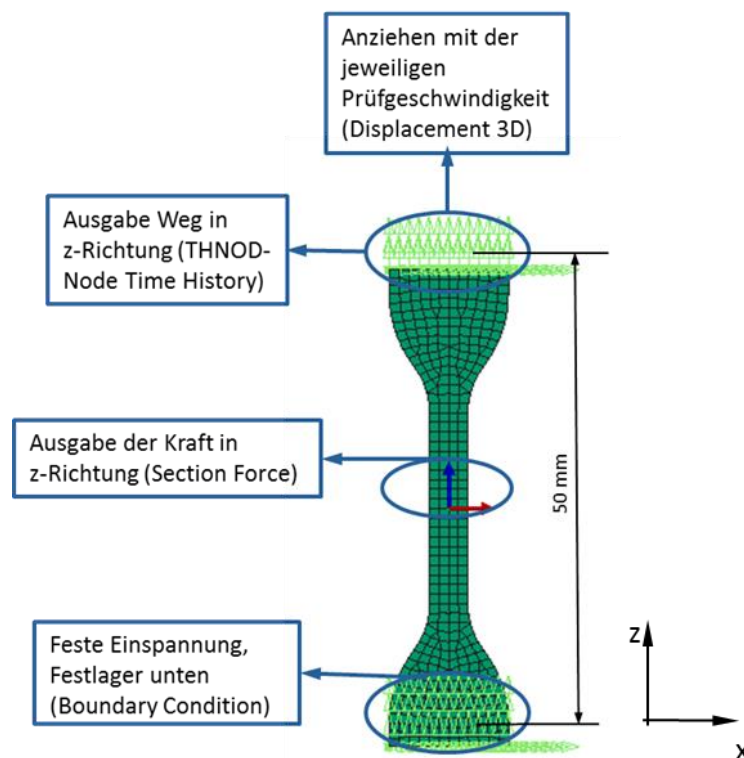 Anziehen mit der
jeweiligen
Prüfgeschwindigkeit
(Displacement 3D)
Ausgabe Weg in
z-Richtung (THNOD-
Node Time History)
Ausgabe der Kraft in
z-Richtung (Section Force)
50 mm
Feste Einspannung,
Festlager unten
(Boundary Condition)
z
x